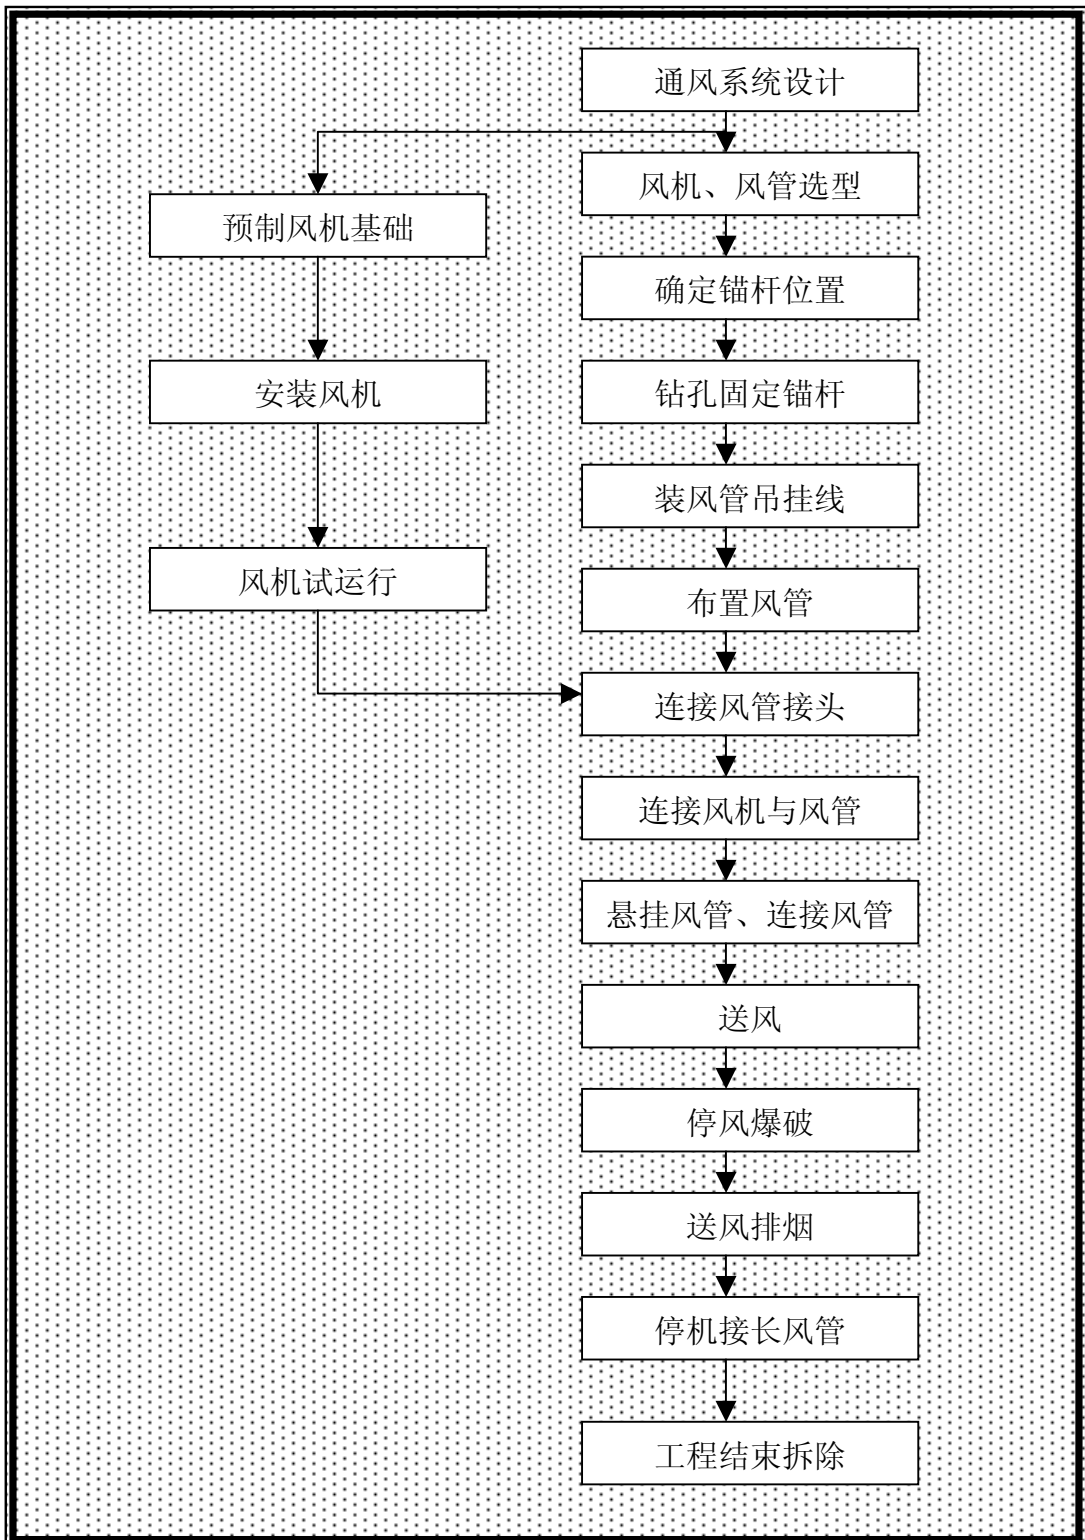 通风系统设计
风机、风管选型
预制风机基础
确定锚杆位置
安装风机
钻孔固定锚杆
装风管吊挂线
风机试运行
布置风管
连接风管接头
连接风机与风管
悬挂风管、连接风管
送风
停风爆破
送风排烟
停机接长风管
工程结束拆除